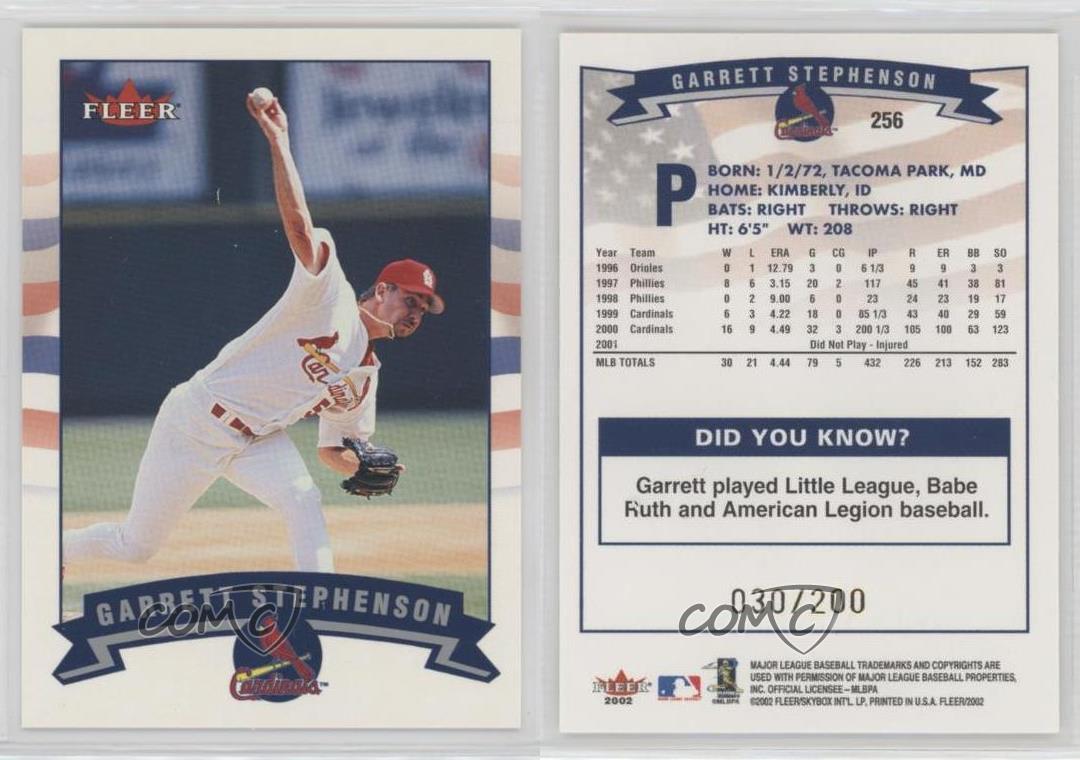 FLEER
GARRETT STEPHENSON
Cardinals™
COMC
GARRETT STEPHENSON
Cardinals
256
P
BORN: 1/2/72, TACOMA PARK, MD
HOME: KIMBERLY, ID
BATS: RIGHT THROWS: RIGHT
HT: 6'5" WT: 208
Year Team W L ERA G CG IP R ER BB SO
1996 Orioles 0 1 12.79 3 0 6 1/3 9 9 3 3
1997 Phillies 8 6 3.15 20 2 117 45 41 38 81
1998 Phillies 0 2 9.00 6 0 23 24 23 19 17
1999 Cardinals 6 3 4.22 18 0 85 1/3 43 40 29 59
2000 Cardinals 16 9 4.49 32 3 200 1/3 105 100 63 123
2001 Did Not Play - Injured
MLB TOTALS 30 21 4.44 79 5 432 226 213 152 283
DID YOU KNOW?
Garrett played Little League, Babe
Ruth and American Legion baseball.
030/200
COMC
FLEER
2002
©MLBPA
MAJOR LEAGUE BASEBALL TRADEMARKS AND COPYRIGHTS ARE
USED WITH PERMISSION OF MAJOR LEAGUE BASEBALL PROPERTIES,
INC. OFFICIAL LICENSEE–MLBPA
©2002 FLEER/SKYBOX INT'L. LP, PRINTED IN U.S.A. FLEER/2002